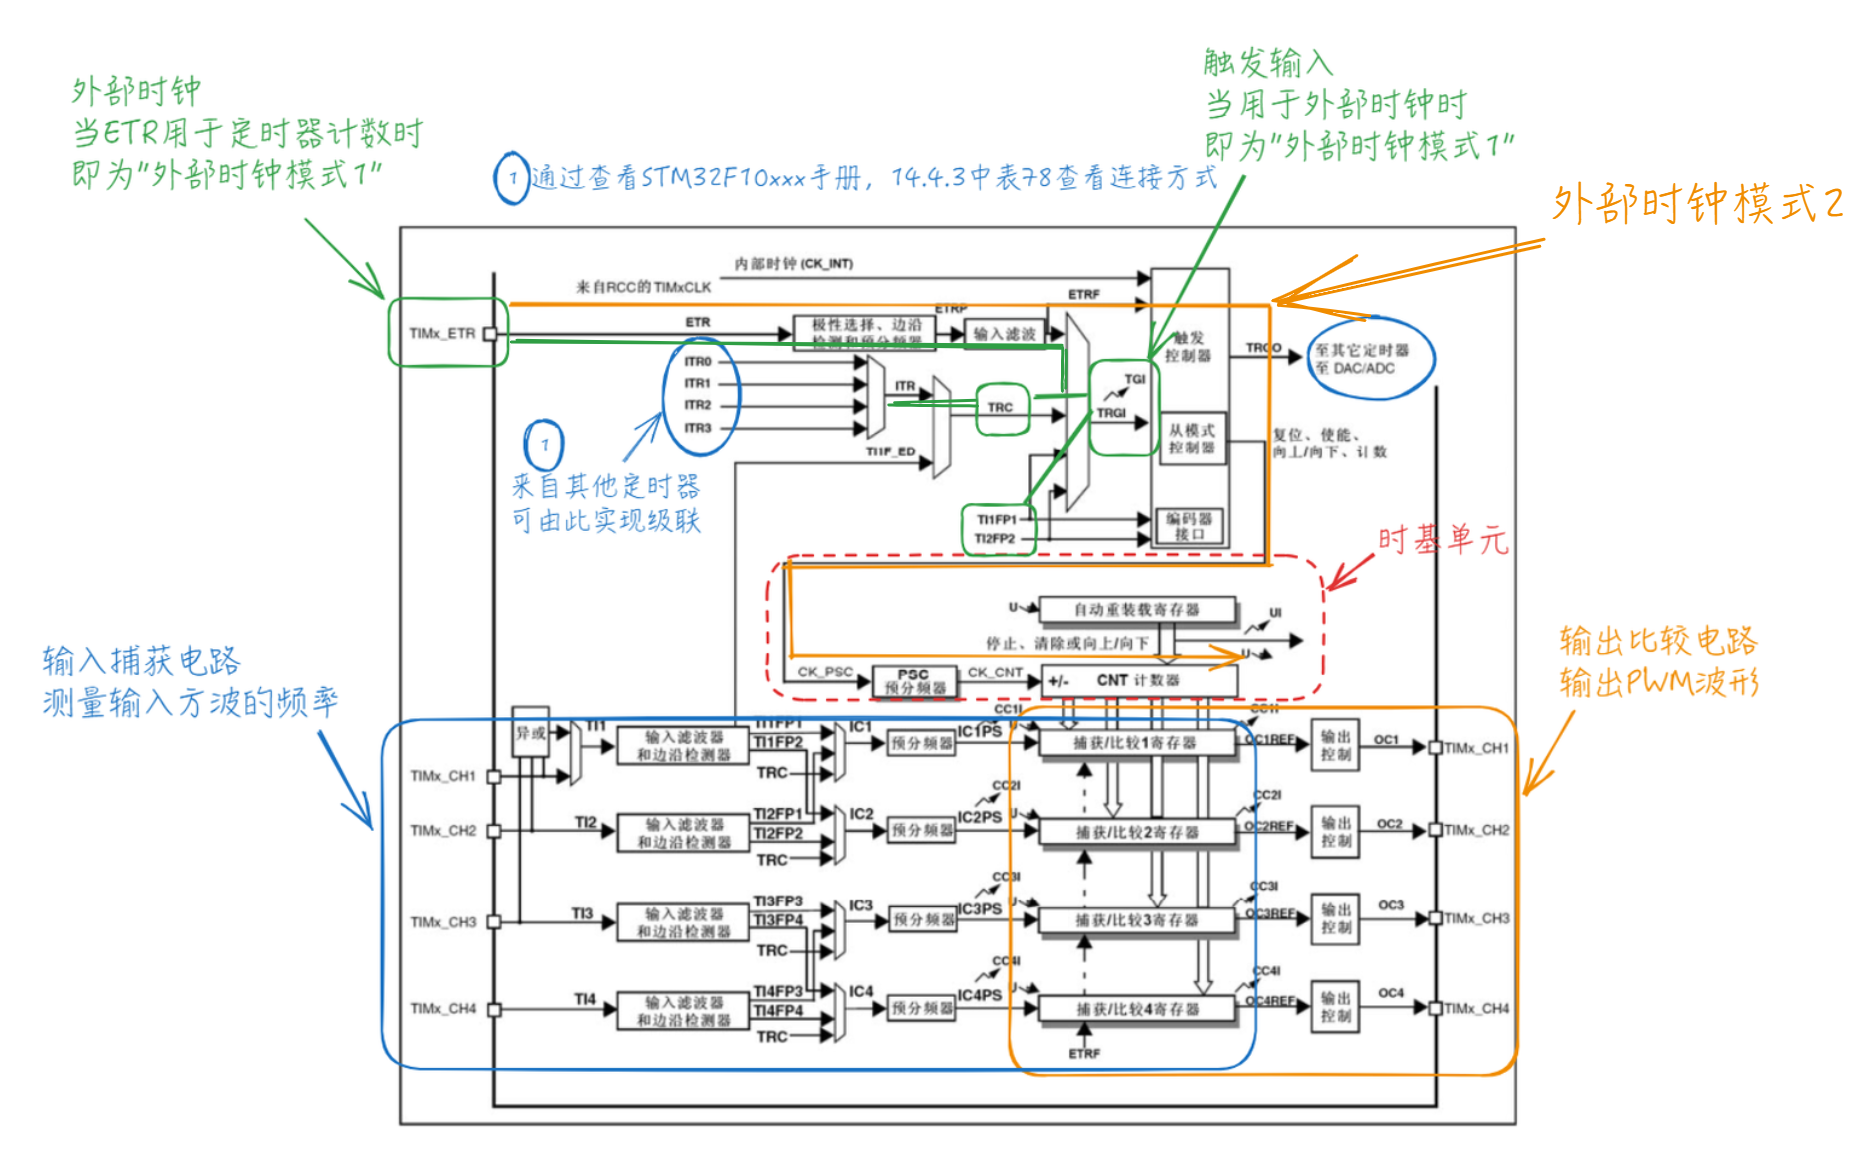 外部时钟
当ETR用于定时器计数时
即为"外部时钟模式1"
触发输入
当用于外部时钟时
即为"外部时钟模式1"
1 通过查看STM32F10xxx手册，14.4.3中表78查看连接方式
外部时钟模式2
内部时钟 (CK_INT)
来自RCC的TIMxCLK
ETRF
TIMx_ETR
ETR
极性选择、边沿
检测和预分频器
ETRP
输入滤波
触发
控制器
TRGO
至其它定时器
至 DAC/ADC
ITR0
ITR1
ITR2
ITR3
ITR
TRC
TGI
TRGI
从模式
控制器
复位、使能、
向上/向下、计数
TI1F_ED
1
来自其他定时器
可由此实现级联
TI1FP1
TI2FP2
编码器
接口
时基单元
U
自动重装载寄存器
UI
停止、清除或向上/向下
U
CK_PSC
PSC
预分频器
CK_CNT
+/-
CNT 计数器
输入捕获电路
测量输入方波的频率
输出比较电路
输出PWM波形
异或
TI1
输入滤波器
和边沿检测器
TI1FP1
TI1FP2
TRC
IC1
预分频器
IC1PS
CC1I
U
捕获/比较1寄存器
CC1I
OC1REF
输出
控制
OC1
TIMx_CH1
TIMx_CH1
TIMx_CH2
TI2
输入滤波器
和边沿检测器
TI2FP1
TI2FP2
TRC
IC2
预分频器
IC2PS
CC2I
U
捕获/比较2寄存器
CC2I
OC2REF
输出
控制
OC2
TIMx_CH2
TIMx_CH3
TI3
输入滤波器
和边沿检测器
TI3FP3
TI3FP4
TRC
IC3
预分频器
IC3PS
CC3I
U
捕获/比较3寄存器
CC3I
OC3REF
输出
控制
OC3
TIMx_CH3
TIMx_CH4
TI4
输入滤波器
和边沿检测器
TI4FP3
TI4FP4
TRC
IC4
预分频器
IC4PS
CC4I
U
捕获/比较4寄存器
CC4I
OC4REF
输出
控制
OC4
TIMx_CH4
ETRF